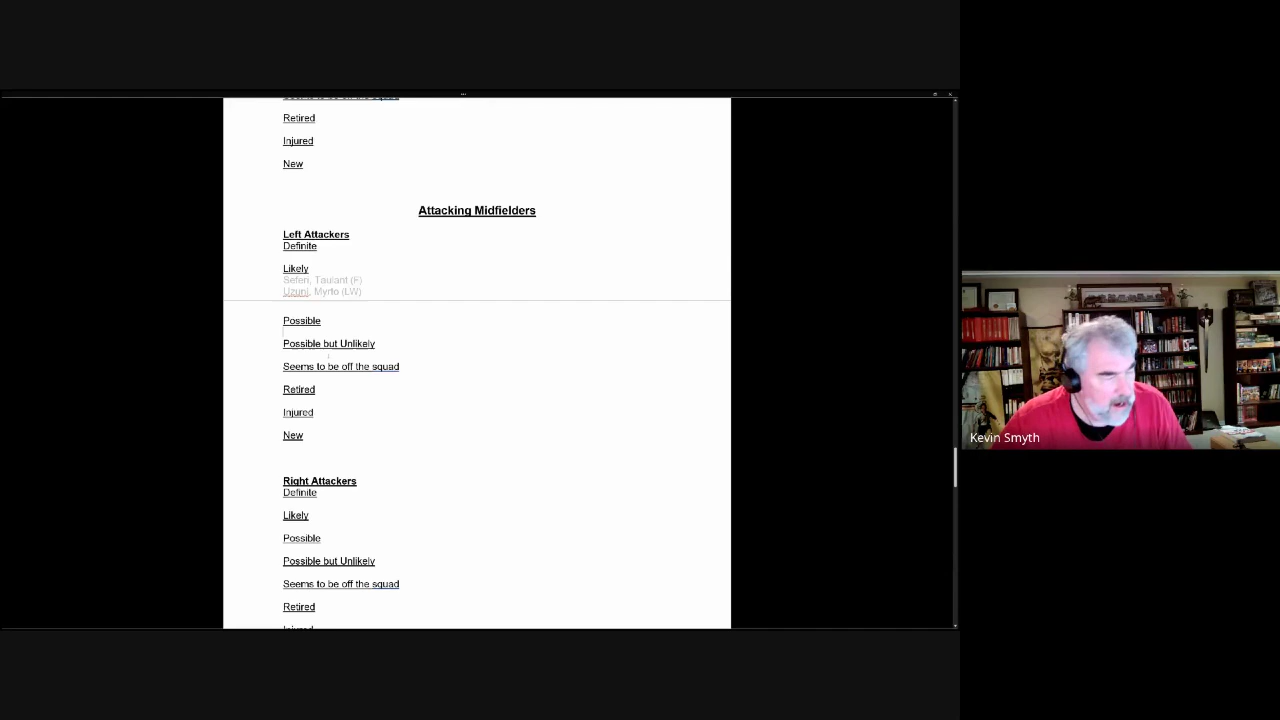 Retired
Injured
New
Attacking Midfielders
Left Attackers
Definite
Likely
Seferi, Taulant (F)
Uzuni, Myrto (LW)
Possible
Possible but Unlikely
Seems to be off the squad
Retired
Injured
New
Right Attackers
Definite
Likely
Possible
Possible but Unlikely
Seems to be off the squad
Retired
Kevin Smyth